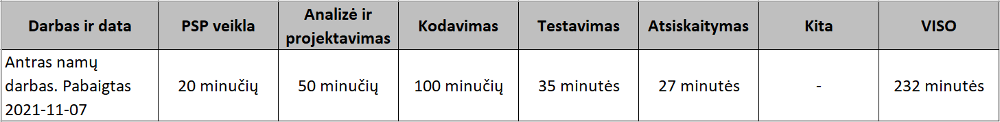 Darbas ir data
PSP veikla
Analizė ir
projektavimas
Kodavimas
Testavimas
Atsiskaitymas
Kita
VISO
Antras namų
darbas. Pabaigtas
2021-11-07
20 minučių
50 minučių
100 minučių
35 minutės
27 minutės
-
232 minutės